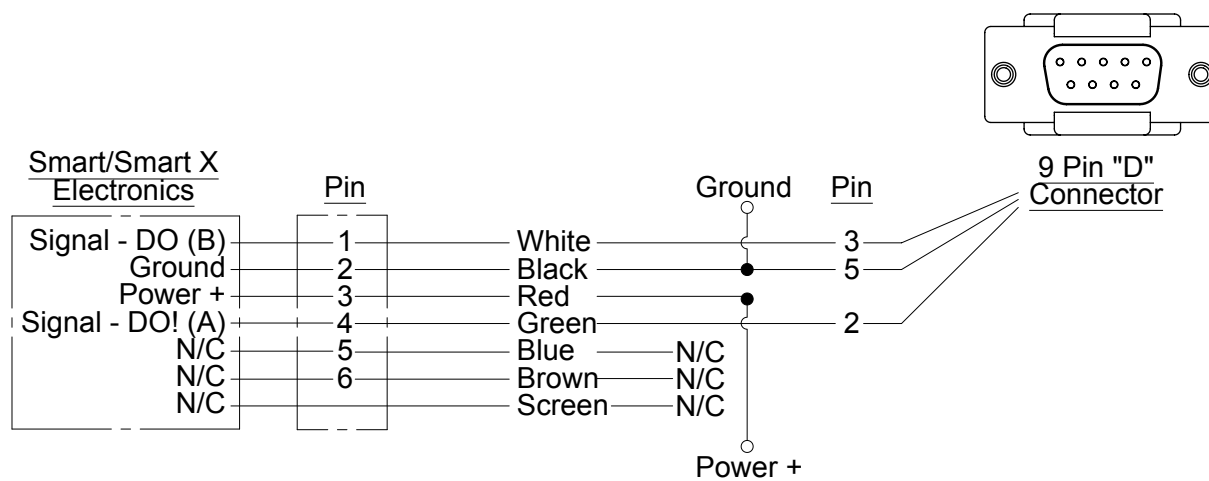 Smart/Smart X
Electronics
Pin
Ground
Pin
9 Pin "D"
Connector
Signal - DO (B) 1 White 3
Ground 2 Black 5
Power + 3 Red
Signal - DO! (A) 4 Green 2
N/C 5 Blue N/C
N/C 6 Brown N/C
N/C Screen N/C
Power +